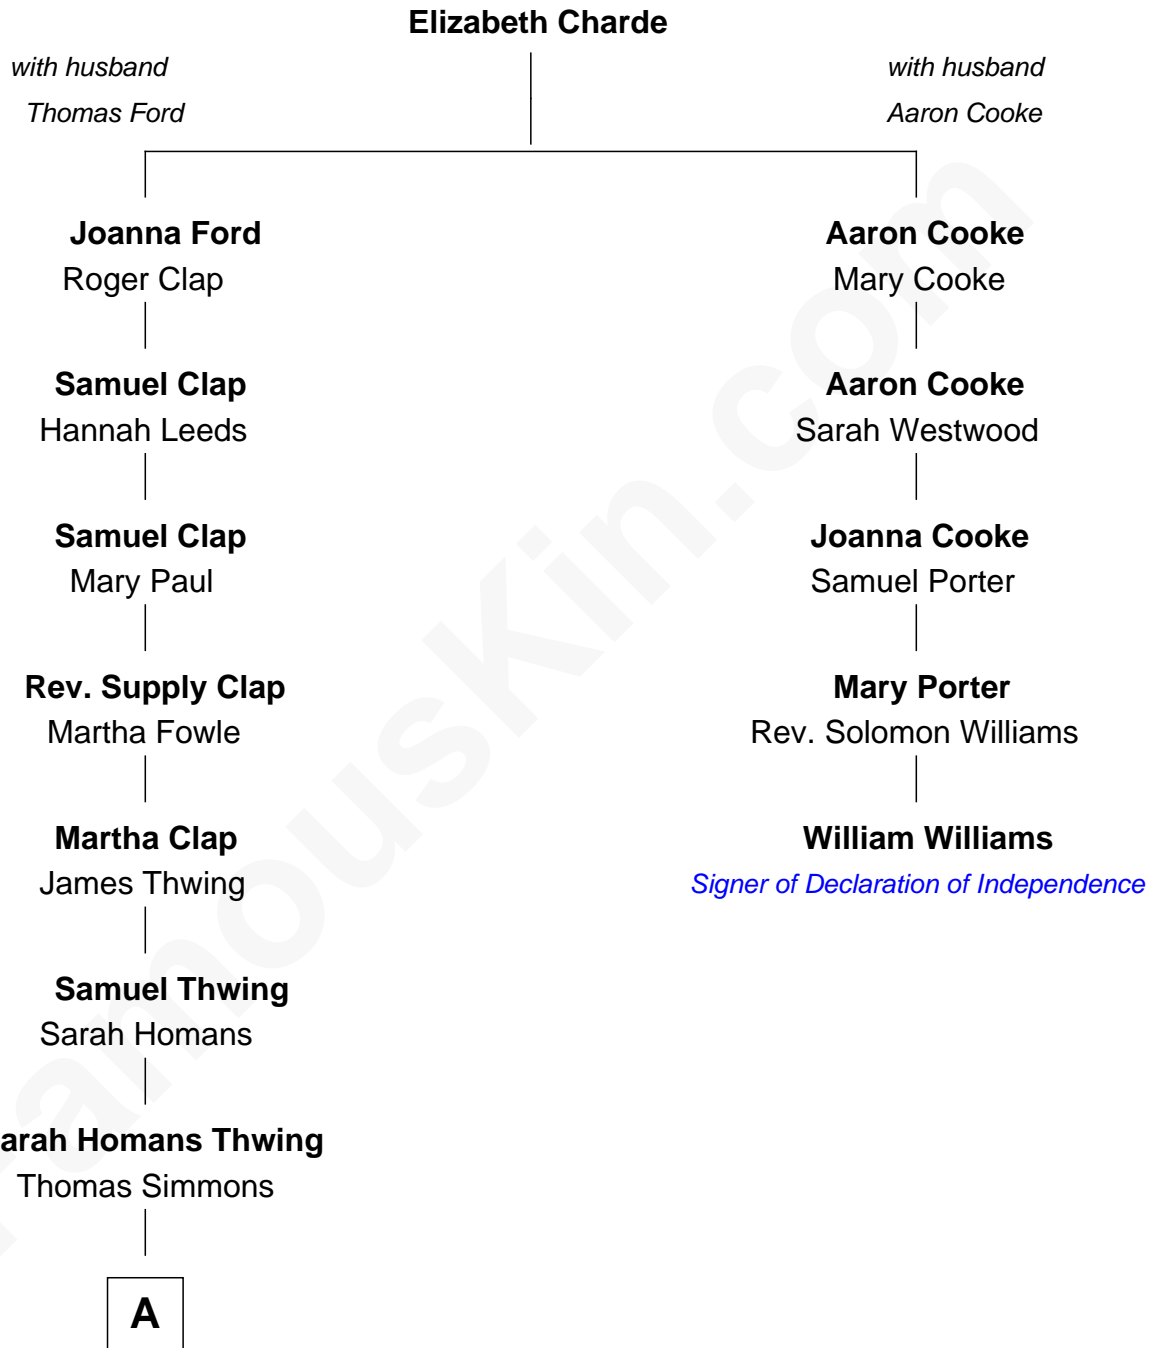 Elizabeth Charde
with husband
Thomas Ford
with husband
Aaron Cooke
Joanna Ford
Roger Clap
Aaron Cooke
Mary Cooke
Samuel Clap
Hannah Leeds
Aaron Cooke
Sarah Westwood
Samuel Clap
Mary Paul
Joanna Cooke
Samuel Porter
Rev. Supply Clap
Martha Fowle
Mary Porter
Rev. Solomon Williams
Martha Clap
James Thwing
William Williams
Signer of Declaration of Independence
Samuel Thwing
Sarah Homans
arah Homans Thwing
Thomas Simmons
A
FamousKin.com